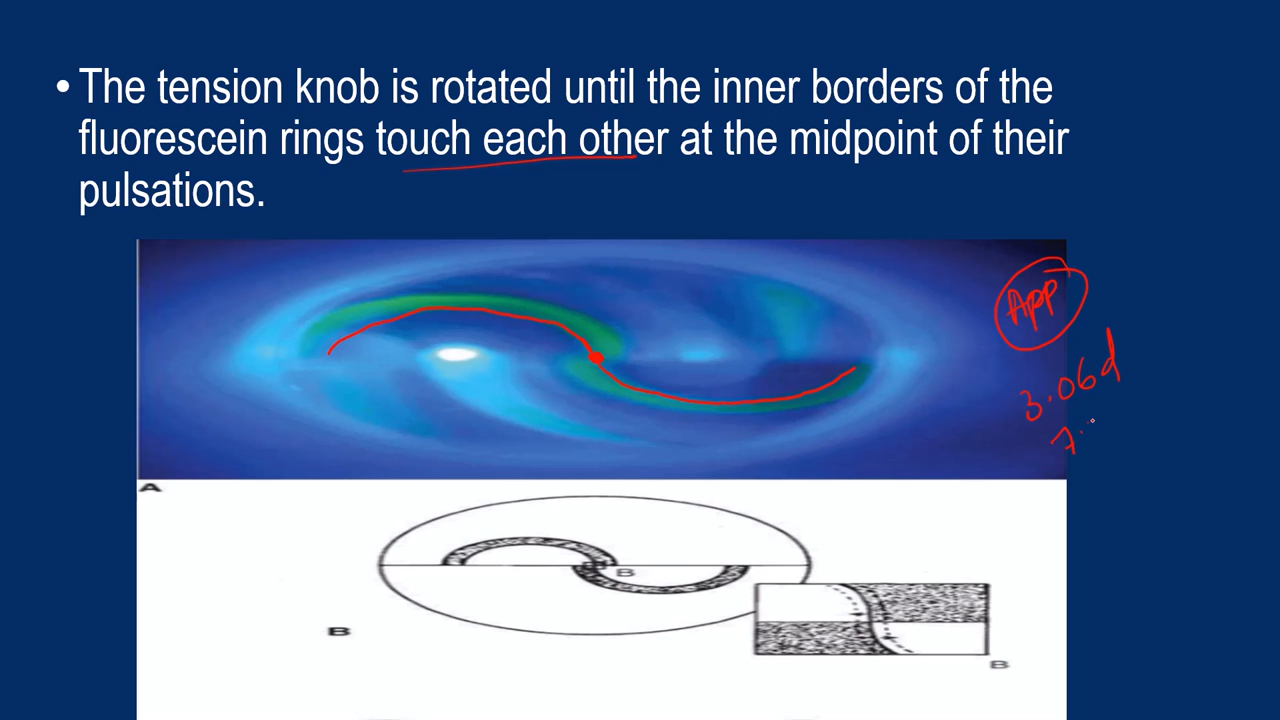 • The tension knob is rotated until the inner borders of the
fluorescein rings touch each other at the midpoint of their
pulsations.
App
3.06d
7.
A
B
B
B